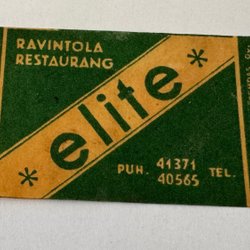 RAVINTOLA
RESTAURANG
* elite *
PUH. 41371 TEL.
40565